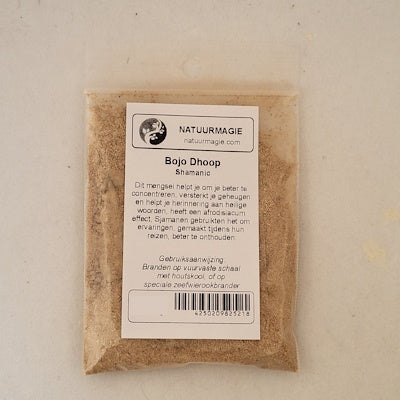 NATUURMAGIE
natuurmagie.com
Bojo Dhoop
Shamanic
Dit mengsel helpt je om je beter te
concentreren, versterkt je geheugen
en helpt je herinnering aan heilige
woorden, heeft een afrodisiacum
effect; Sjamanen gebruikten het om
ervaringen, gemaakt tijdens hun
reizen, beter te onthouden.
Gebruiksaanwijzing:
Branden op vuurvaste schaal
met houtskool, of op
speciale zeefwierookbrander
4250209825218